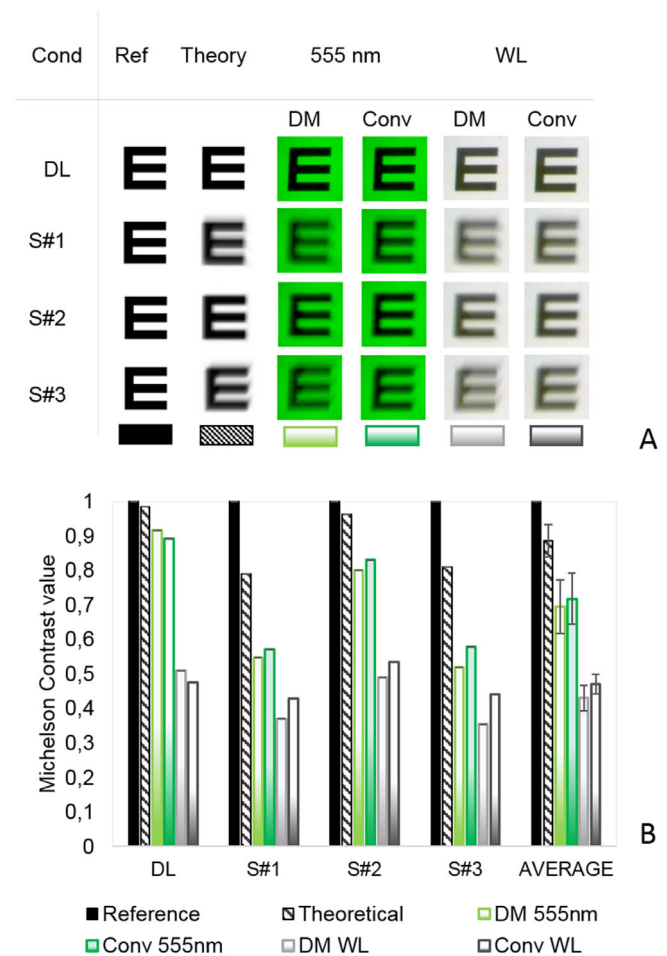 Cond Ref Theory 555 nm WL
DM Conv DM Conv
DL E E E E E E
S#1 E E E E E E
S#2 E E E E E E
S#3 E E E E E E
A
1
0,9
0,8
0,7
0,6
0,5
0,4
0,3
0,2
0,1
0
Michelson Contrast value
B
DL S#1 S#2 S#3 AVERAGE
Reference Theoretical DM 555nm
Conv 555nm DM WL Conv WL